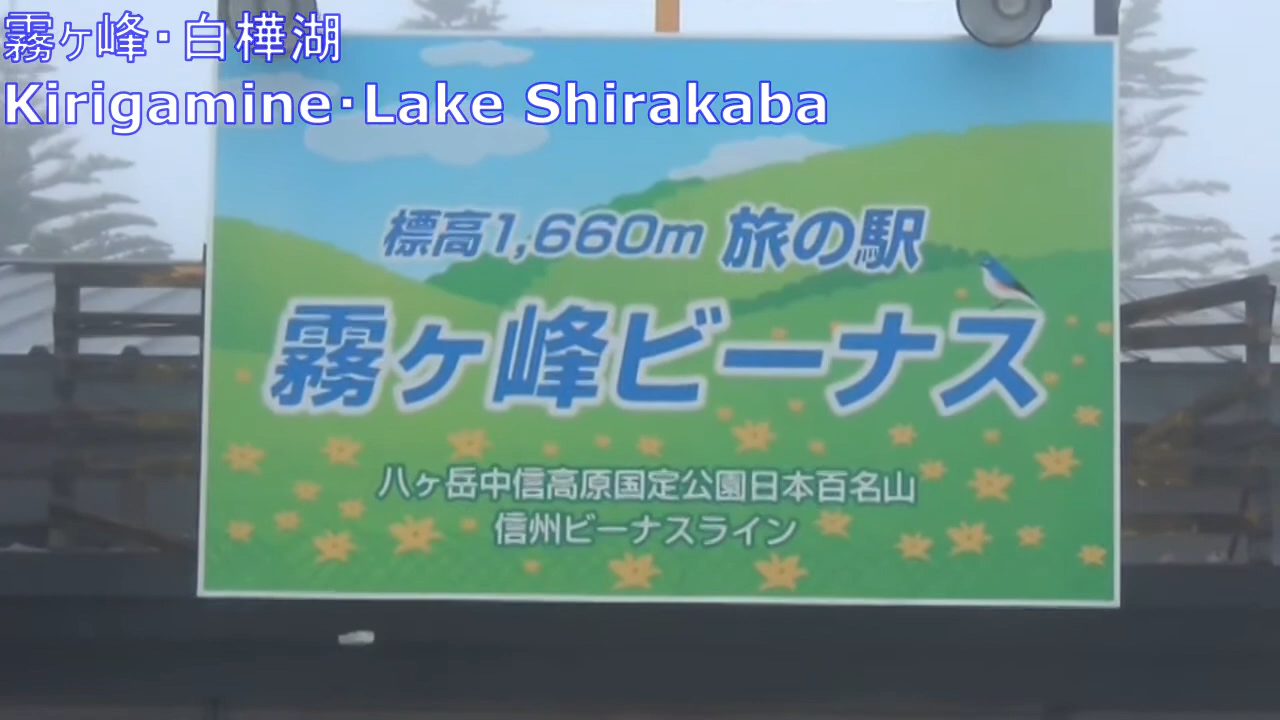 霧ヶ峰・白樺湖
Kirigamine・Lake Shirakaba
標高1,660m 旅の駅
霧ヶ峰ビーナス
八ヶ岳中信高原国定公園日本百名山
信州ビーナスライン